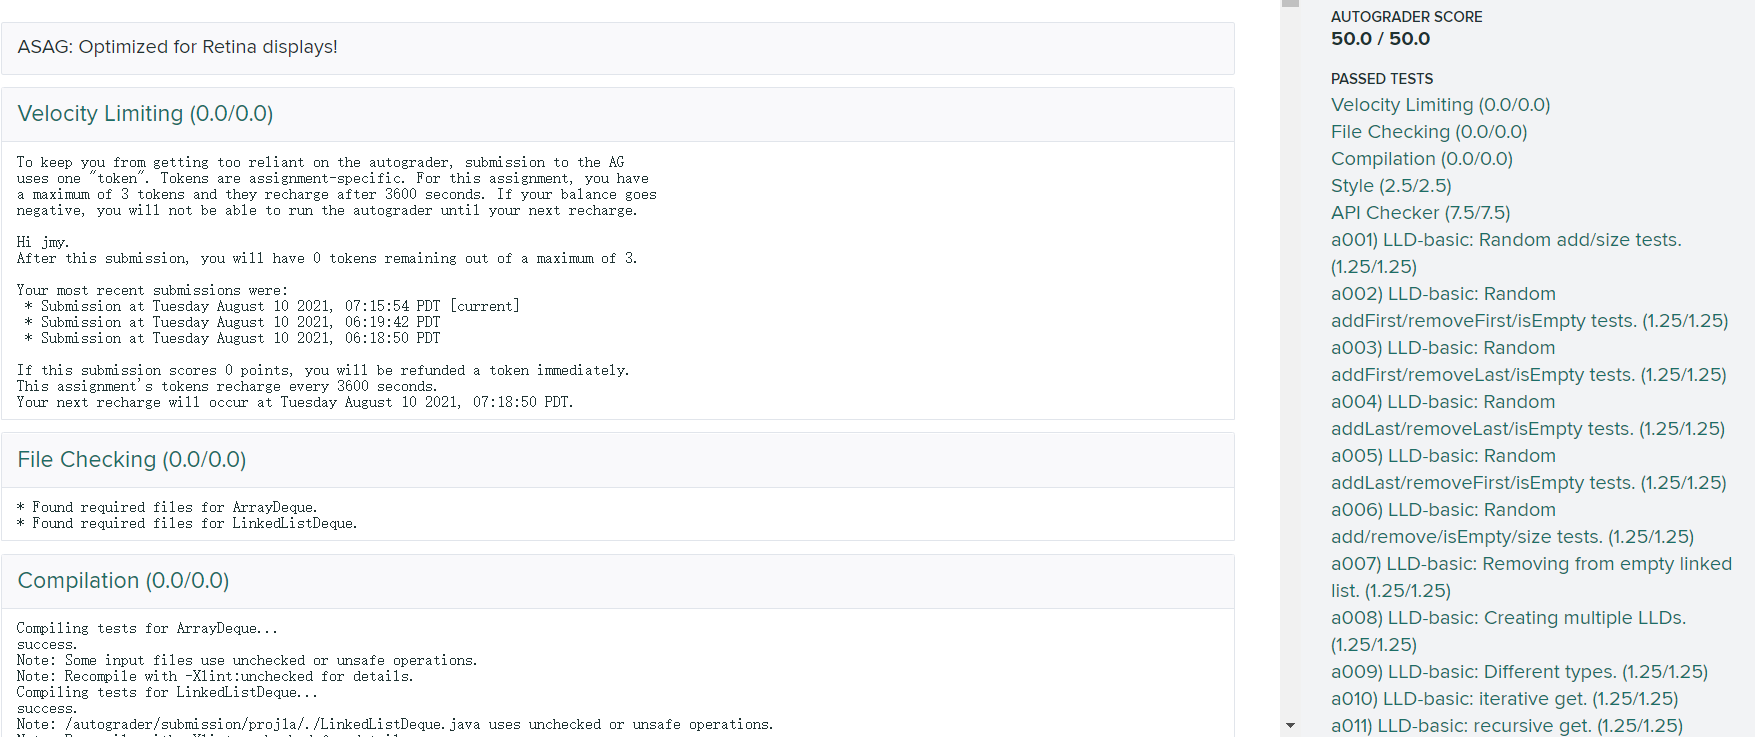 ASAG: Optimized for Retina displays!
Velocity Limiting (0.0/0.0)
To keep you from getting too reliant on the autograder, submission to the AG
uses one "token". Tokens are assignment-specific. For this assignment, you have
a maximum of 3 tokens and they recharge after 3600 seconds. If your balance goes
negative, you will not be able to run the autograder until your next recharge.
Hi jmy.
After this submission, you will have 0 tokens remaining out of a maximum of 3.
Your most recent submissions were:
* Submission at Tuesday August 10 2021, 07:15:54 PDT [current]
* Submission at Tuesday August 10 2021, 06:19:42 PDT
* Submission at Tuesday August 10 2021, 06:18:50 PDT
If this submission scores 0 points, you will be refunded a token immediately.
This assignment's tokens recharge every 3600 seconds.
Your next recharge will occur at Tuesday August 10 2021, 07:18:50 PDT.
File Checking (0.0/0.0)
* Found required files for ArrayDeque.
* Found required files for LinkedListDeque.
Compilation (0.0/0.0)
Compiling tests for ArrayDeque...
success.
Note: Some input files use unchecked or unsafe operations.
Note: Recompile with -Xlint:unchecked for details.
Compiling tests for LinkedListDeque...
success.
Note: /autograder/submission/proj1a/./LinkedListDeque.java uses unchecked or unsafe operations.
AUTOGRADER SCORE
50.0 / 50.0
PASSED TESTS
Velocity Limiting (0.0/0.0)
File Checking (0.0/0.0)
Compilation (0.0/0.0)
Style (2.5/2.5)
API Checker (7.5/7.5)
a001) LLD-basic: Random add/size tests.
(1.25/1.25)
a002) LLD-basic: Random
addFirst/removeFirst/isEmpty tests. (1.25/1.25)
a003) LLD-basic: Random
addFirst/removeLast/isEmpty tests. (1.25/1.25)
a004) LLD-basic: Random
addLast/removeLast/isEmpty tests. (1.25/1.25)
a005) LLD-basic: Random
addLast/removeFirst/isEmpty tests. (1.25/1.25)
a006) LLD-basic: Random
add/remove/isEmpty/size tests. (1.25/1.25)
a007) LLD-basic: Removing from empty linked
list. (1.25/1.25)
a008) LLD-basic: Creating multiple LLDs.
(1.25/1.25)
a009) LLD-basic: Different types. (1.25/1.25)
a010) LLD-basic: iterative get. (1.25/1.25)
a011) LLD-basic: recursive get. (1.25/1.25)